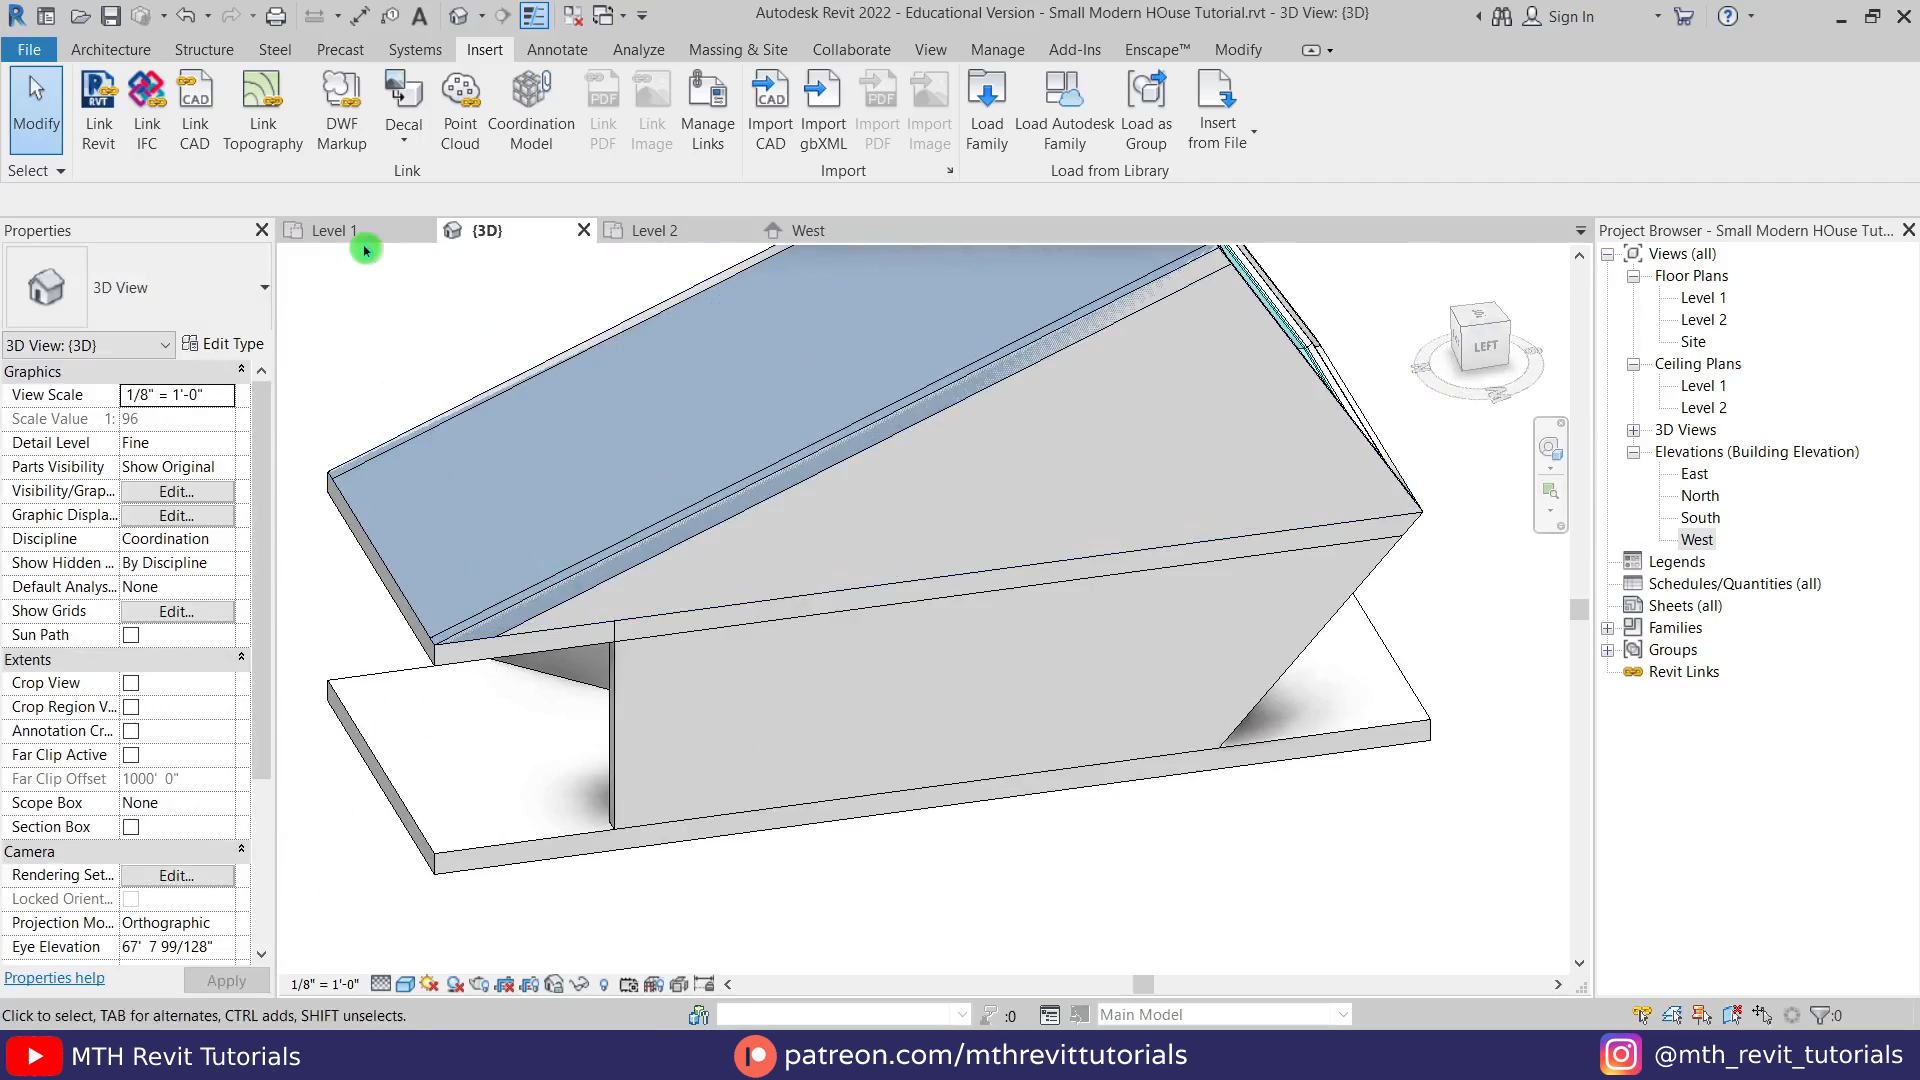 Autodesk Revit 2022 - Educational Version - Small Modern HOuse Tutorial.rvt - 3D View: {3D}
Sign In
File Architecture Structure Steel Precast Systems Insert Annotate Analyze Massing & Site Collaborate View Manage Add-Ins Enscape™ Modify
Modify
Link Revit
Link IFC
Link CAD
Link Topography
DWF Markup
Decal
Point Cloud
Coordination Model
Link PDF
Link Image
Manage Links
Import CAD
Import gbXML
Import PDF
Import Image
Load Family
Load Autodesk Family
Load as Group
Insert from File
Select
Link
Import
Load from Library
Properties
Level 1
{3D}
Level 2
West
Project Browser - Small Modern HOuse Tut...
3D View
3D View: {3D}
Edit Type
Graphics
View Scale 1/8" = 1'-0"
Scale Value 1: 96
Detail Level Fine
Parts Visibility Show Original
Visibility/Grap... Edit...
Graphic Displa... Edit...
Discipline Coordination
Show Hidden ... By Discipline
Default Analys... None
Show Grids Edit...
Sun Path
Extents
Crop View
Crop Region V...
Annotation Cr...
Far Clip Active
Far Clip Offset 1000' 0"
Scope Box None
Section Box
Camera
Rendering Set... Edit...
Locked Orient...
Projection Mo... Orthographic
Eye Elevation 67' 7 99/128"
Properties help
Apply
LEFT
Views (all)
Floor Plans
Level 1
Level 2
Site
Ceiling Plans
Level 1
Level 2
3D Views
Elevations (Building Elevation)
East
North
South
West
Legends
Schedules/Quantities (all)
Sheets (all)
Families
Groups
Revit Links
1/8" = 1'-0"
Click to select, TAB for alternates, CTRL adds, SHIFT unselects.
:0
Main Model
:0
MTH Revit Tutorials
patreon.com/mthrevittutorials
@mth_revit_tutorials